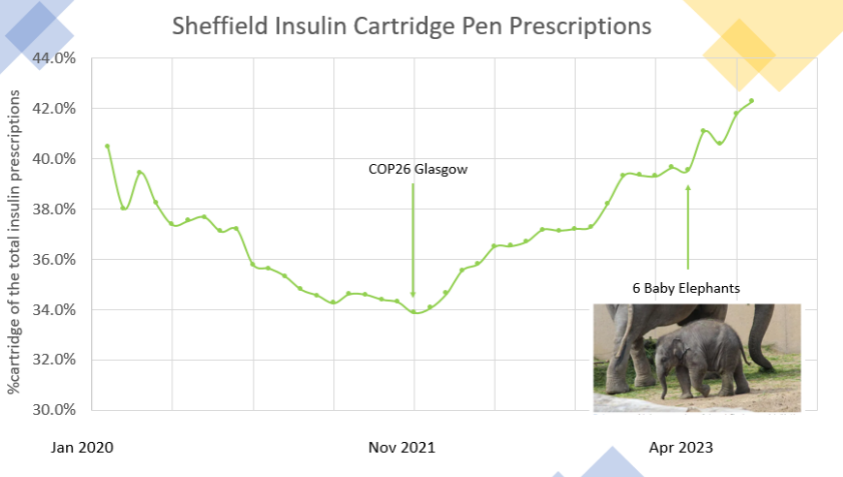 Sheffield Insulin Cartridge Pen Prescriptions
%cartridge of the total insulin prescriptions
44.0%
42.0%
40.0%
38.0%
36.0%
34.0%
32.0%
30.0%
COP26 Glasgow
6 Baby Elephants
Jan 2020
Nov 2021
Apr 2023